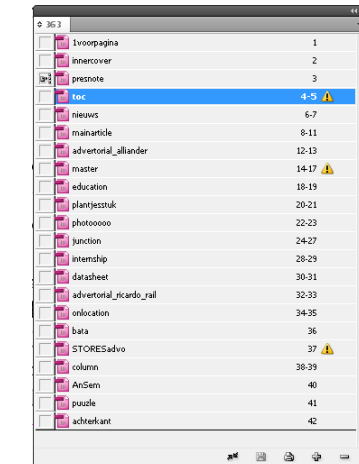 363
1voorpagina 1
innercover 2
presnote 3
toc 4-5
nieuws 6-7
mainarticle 8-11
advertorial_alliander 12-13
master 14-17
education 18-19
plantjesstuk 20-21
photooooo 22-23
junction 24-27
internship 28-29
datasheet 30-31
advertorial_ricardo_rail 32-33
onlocation 34-35
bata 36
STORESadvo 37
column 38-39
AnSem 40
puuzle 41
achterkant 42